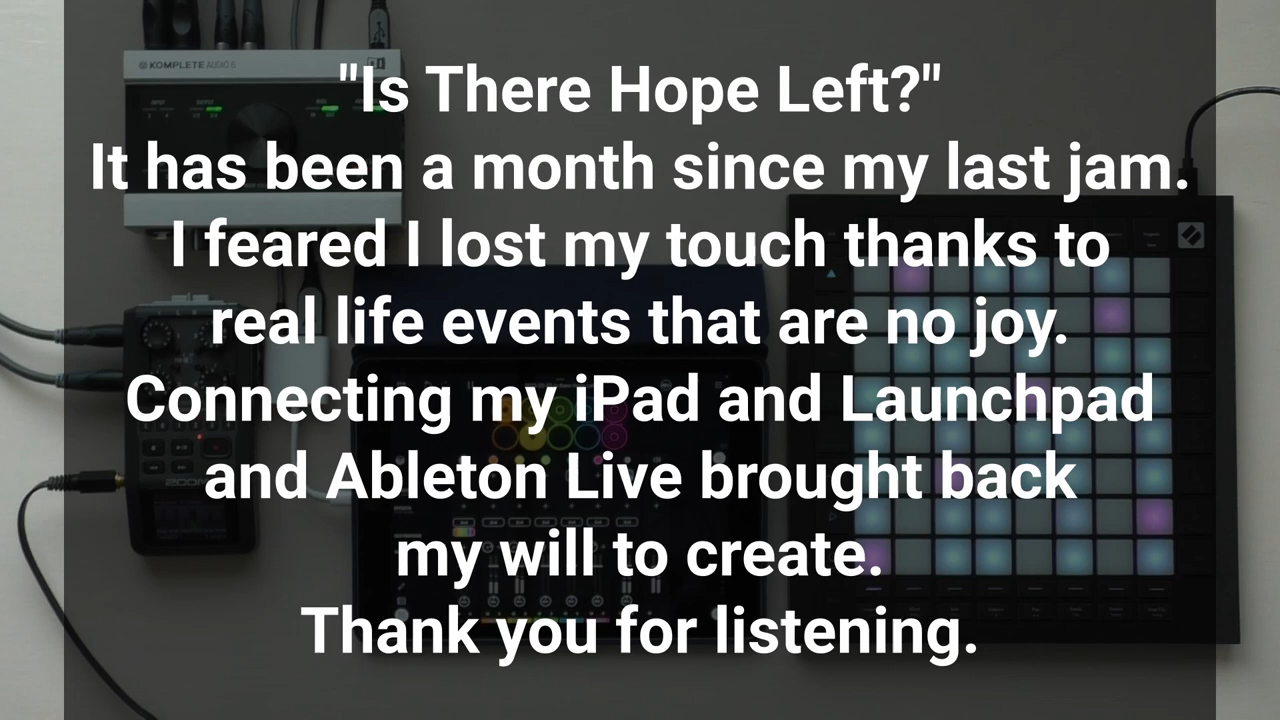 KOMPLETE AUDIO 6
"Is There Hope Left?"
It has been a month since my last jam.
I feared I lost my touch thanks to
real life events that are no joy.
Connecting my iPad and Launchpad
and Ableton Live brought back
my will to create.
Thank you for listening.
ZOOM